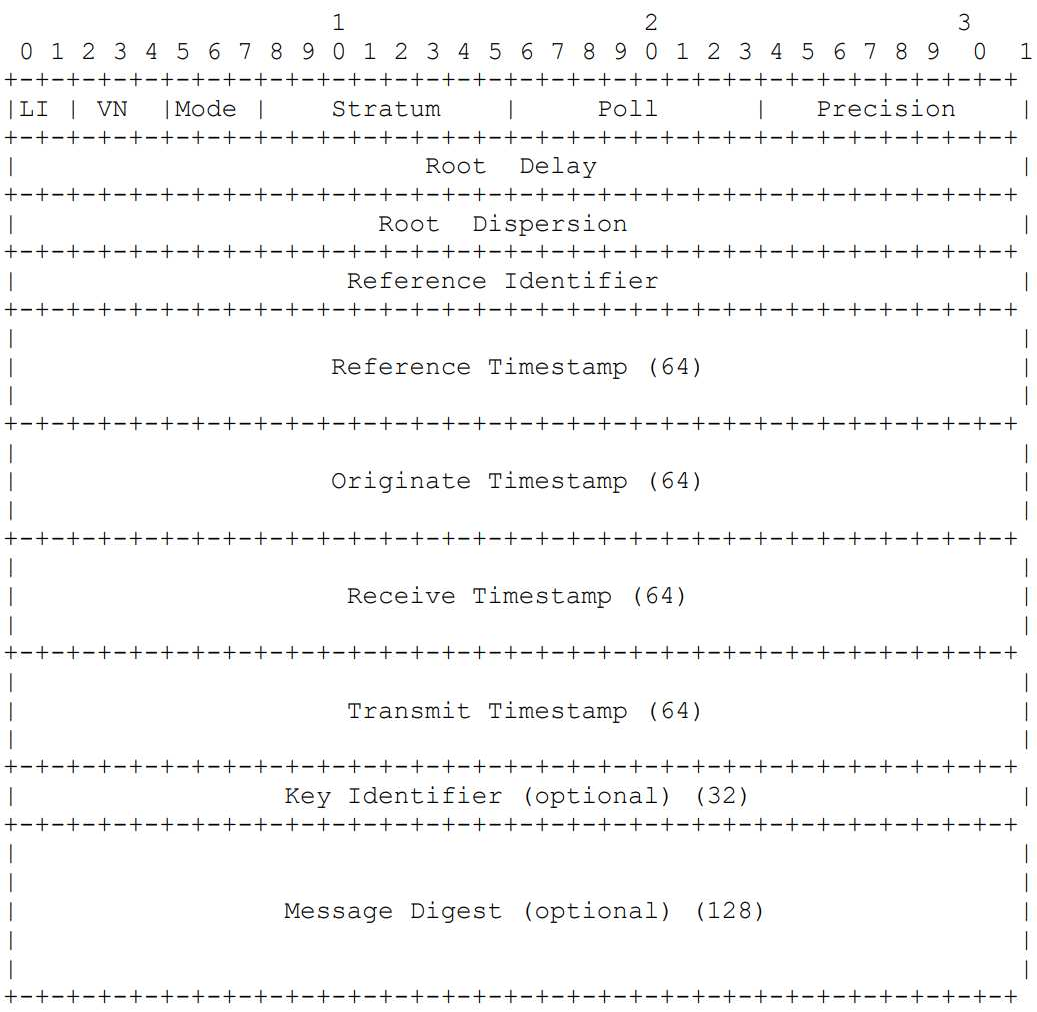 1                   2                   3
 0 1 2 3 4 5 6 7 8 9 0 1 2 3 4 5 6 7 8 9 0 1 2 3 4 5 6 7 8 9  0  1
+-+-+-+-+-+-+-+-+-+-+-+-+-+-+-+-+-+-+-+-+-+-+-+-+-+-+-+-+-+-+-+-+
|LI | VN  |Mode |    Stratum    |     Poll      |   Precision    |
+-+-+-+-+-+-+-+-+-+-+-+-+-+-+-+-+-+-+-+-+-+-+-+-+-+-+-+-+-+-+-+-+
|                          Root  Delay                           |
+-+-+-+-+-+-+-+-+-+-+-+-+-+-+-+-+-+-+-+-+-+-+-+-+-+-+-+-+-+-+-+-+
|                       Root  Dispersion                         |
+-+-+-+-+-+-+-+-+-+-+-+-+-+-+-+-+-+-+-+-+-+-+-+-+-+-+-+-+-+-+-+-+
|                     Reference Identifier                       |
+-+-+-+-+-+-+-+-+-+-+-+-+-+-+-+-+-+-+-+-+-+-+-+-+-+-+-+-+-+-+-+-+
|                                                                |
|                    Reference Timestamp (64)                    |
|                                                                |
+-+-+-+-+-+-+-+-+-+-+-+-+-+-+-+-+-+-+-+-+-+-+-+-+-+-+-+-+-+-+-+-+
|                                                                |
|                    Originate Timestamp (64)                    |
|                                                                |
+-+-+-+-+-+-+-+-+-+-+-+-+-+-+-+-+-+-+-+-+-+-+-+-+-+-+-+-+-+-+-+-+
|                                                                |
|                     Receive Timestamp (64)                     |
|                                                                |
+-+-+-+-+-+-+-+-+-+-+-+-+-+-+-+-+-+-+-+-+-+-+-+-+-+-+-+-+-+-+-+-+
|                                                                |
|                     Transmit Timestamp (64)                    |
|                                                                |
+-+-+-+-+-+-+-+-+-+-+-+-+-+-+-+-+-+-+-+-+-+-+-+-+-+-+-+-+-+-+-+-+
|                 Key Identifier (optional) (32)                 |
+-+-+-+-+-+-+-+-+-+-+-+-+-+-+-+-+-+-+-+-+-+-+-+-+-+-+-+-+-+-+-+-+
|                                                                |
|                                                                |
|                 Message Digest (optional) (128)                |
|                                                                |
|                                                                |
+-+-+-+-+-+-+-+-+-+-+-+-+-+-+-+-+-+-+-+-+-+-+-+-+-+-+-+-+-+-+-+-+